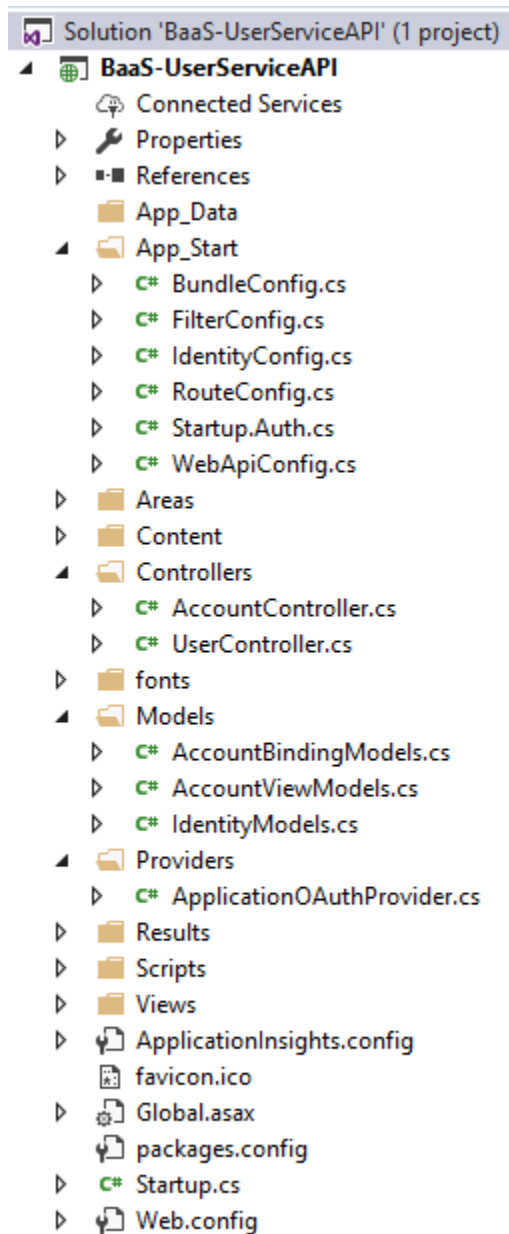 Solution 'BaaS-UserServiceAPI' (1 project)
BaaS-UserServiceAPI
Connected Services
Properties
References
App_Data
App_Start
C# BundleConfig.cs
C# FilterConfig.cs
C# IdentityConfig.cs
C# RouteConfig.cs
C# Startup.Auth.cs
C# WebApiConfig.cs
Areas
Content
Controllers
C# AccountController.cs
C# UserController.cs
fonts
Models
C# AccountBindingModels.cs
C# AccountViewModels.cs
C# IdentityModels.cs
Providers
C# ApplicationOAuthProvider.cs
Results
Scripts
Views
ApplicationInsights.config
favicon.ico
Global.asax
packages.config
C# Startup.cs
Web.config